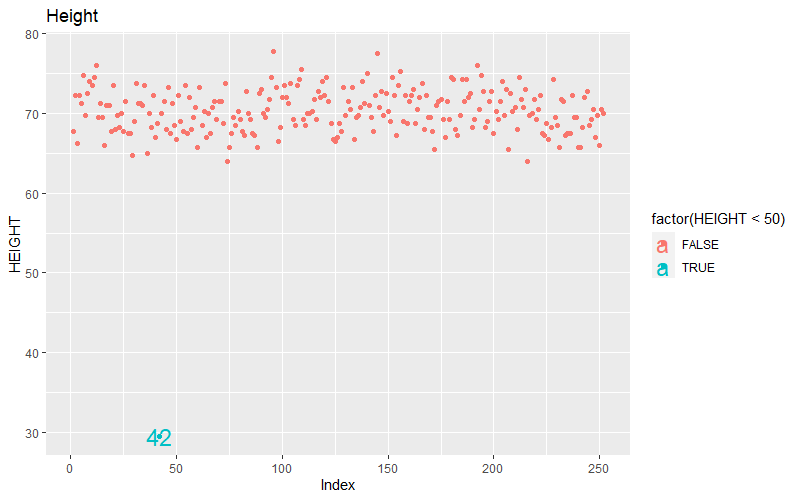 Height
80
70
60
50
40
30
HEIGHT
42
0 50 100 150 200 250
Index
factor(HEIGHT < 50)
a FALSE
a TRUE